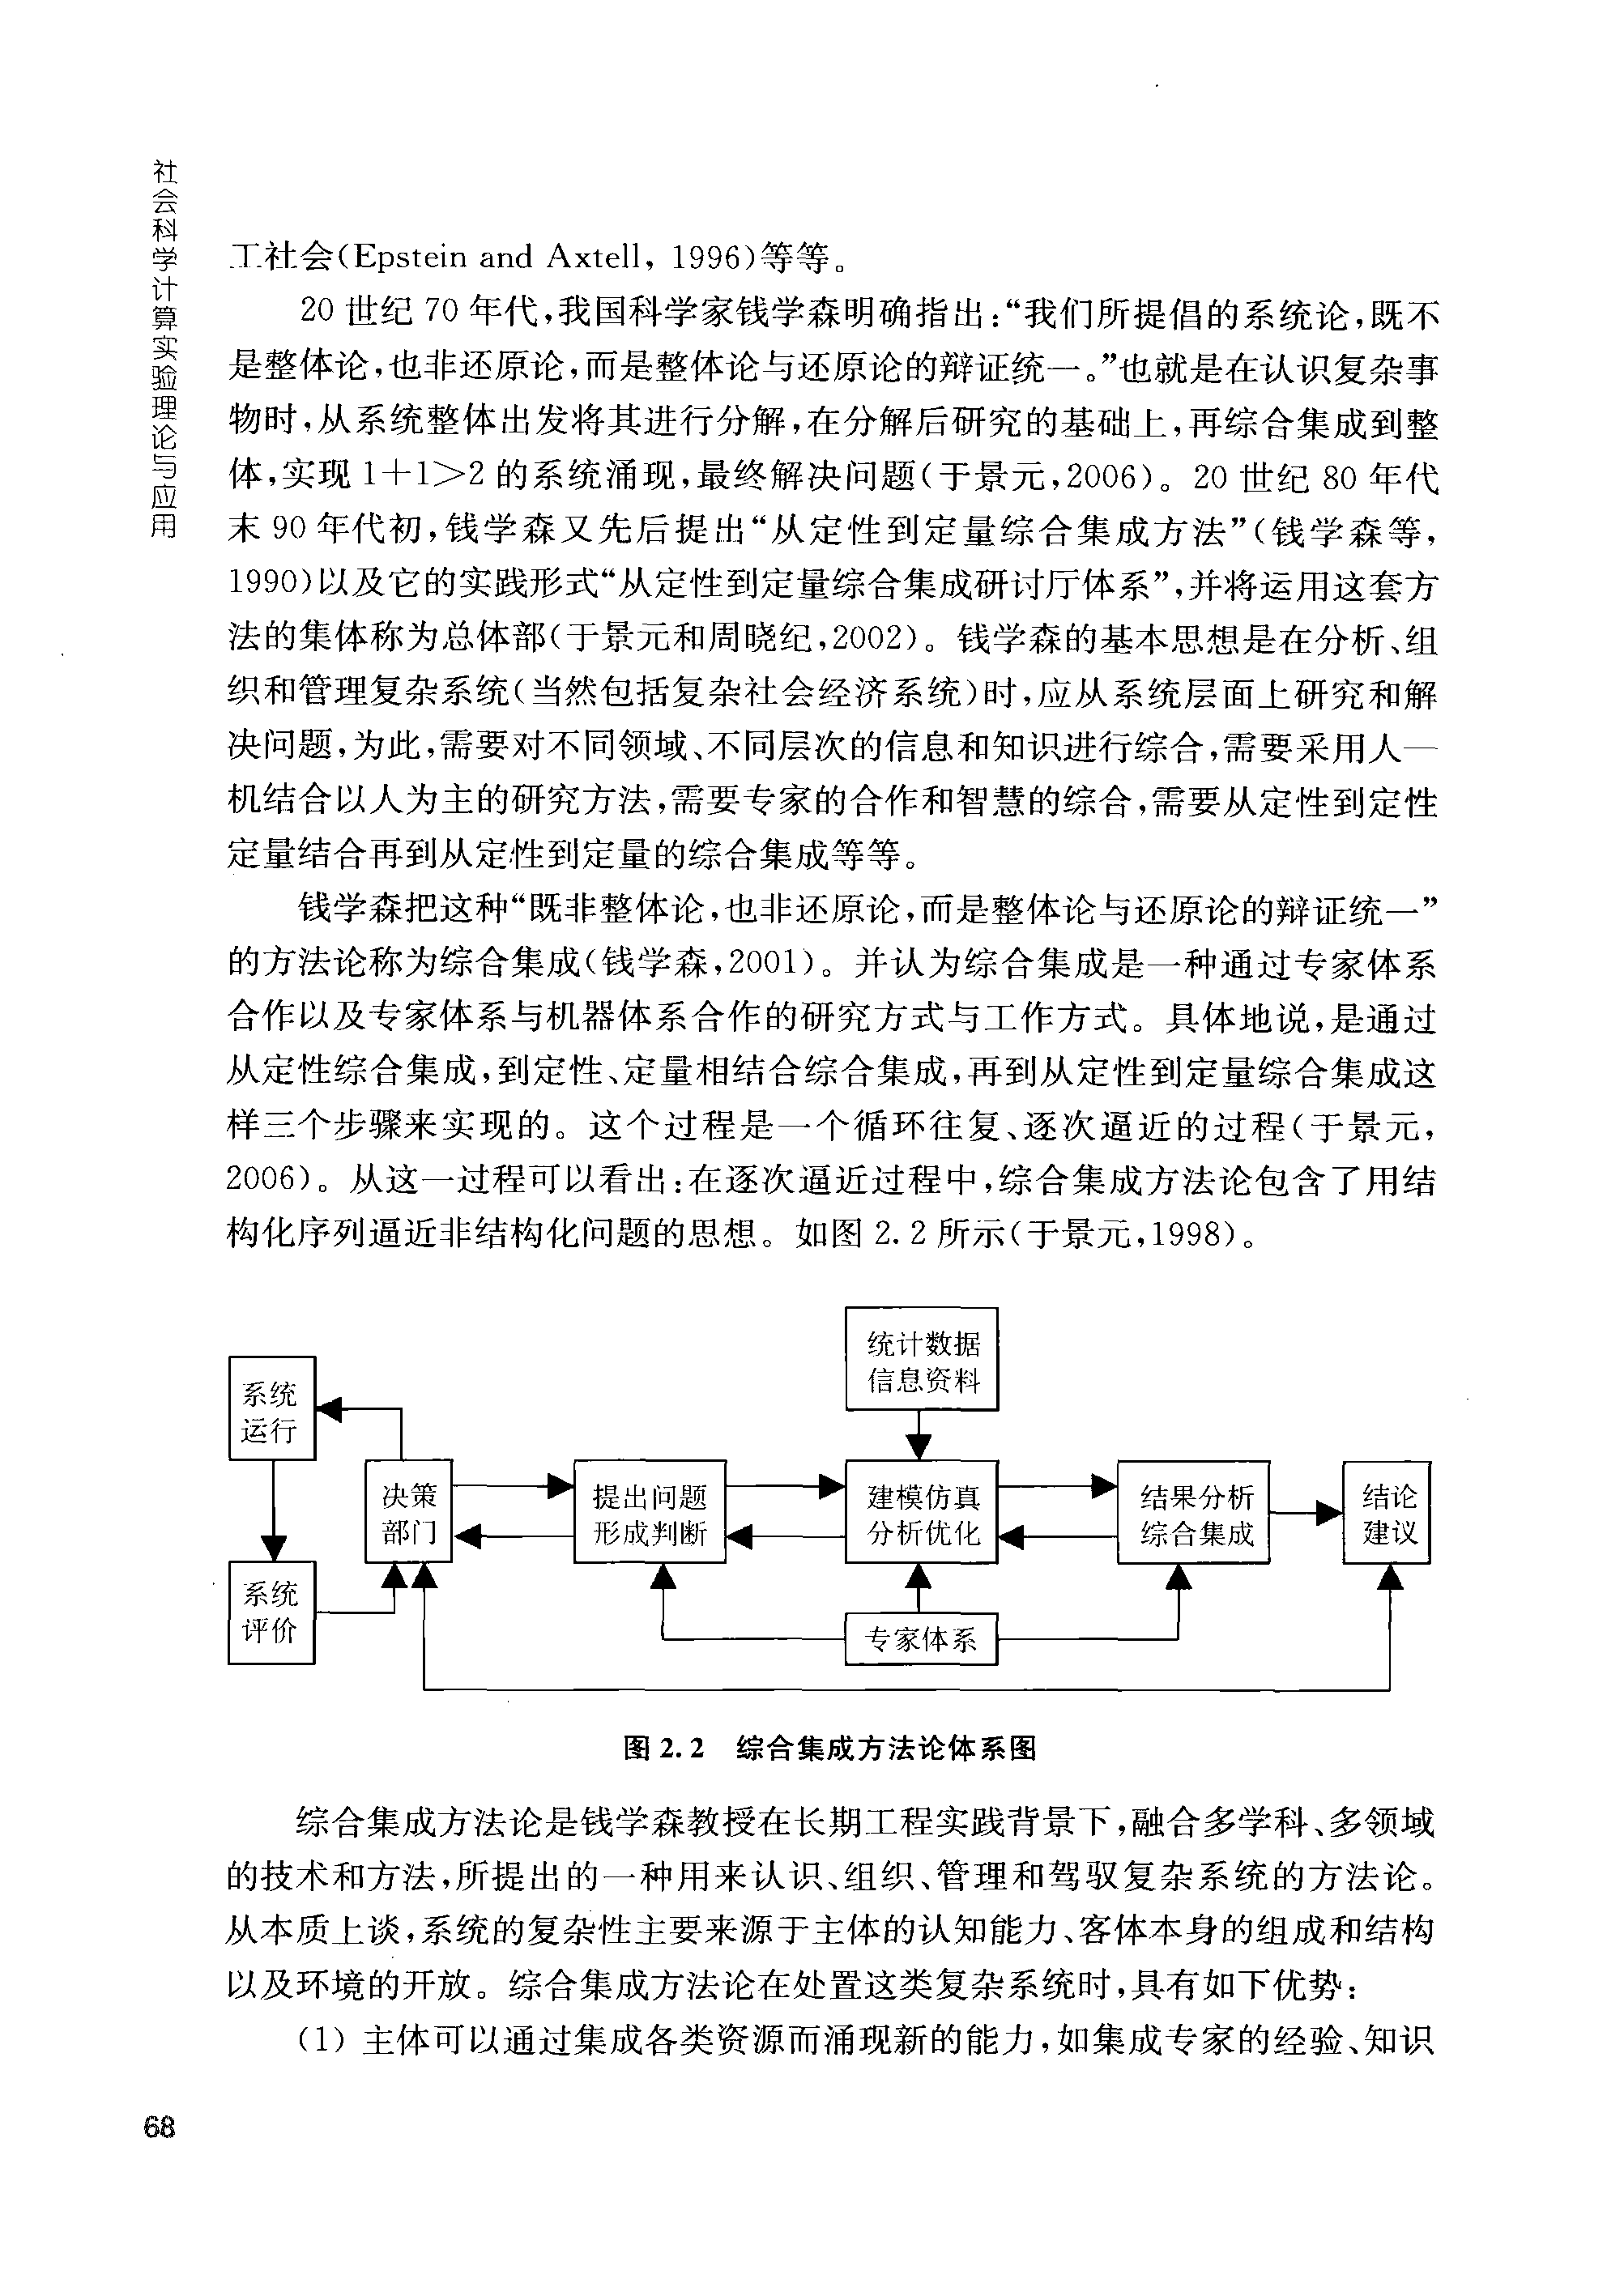 社会科学计算实验理论与应用
工社会(Epstein and Axtell, 1996)等等。
20世纪70年代,我国科学家钱学森明确指出:“我们所提倡的系统论,既不
是整体论,也非还原论,而是整体论与还原论的辩证统一。”也就是在认识复杂事
物时,从系统整体出发将其进行分解,在分解后研究的基础上,再综合集成到整
体,实现1+1>2的系统涌现,最终解决问题(于景元,2006)。20世纪80年代
末90年代初,钱学森又先后提出“从定性到定量综合集成方法”(钱学森等,
1990)以及它的实践形式“从定性到定量综合集成研讨厅体系”,并将运用这套方
法的集体称为总体部(于景元和周晓纪,2002)。钱学森的基本思想是在分析、组
织和管理复杂系统(当然包括复杂社会经济系统)时,应从系统层面上研究和解
决问题,为此,需要对不同领域、不同层次的信息和知识进行综合,需要采用人—
机结合以人为主的研究方法,需要专家的合作和智慧的综合,需要从定性到定性
定量结合再到从定性到定量的综合集成等等。
钱学森把这种“既非整体论,也非还原论,而是整体论与还原论的辩证统一”
的方法论称为综合集成(钱学森,2001)。并认为综合集成是一种通过专家体系
合作以及专家体系与机器体系合作的研究方式与工作方式。具体地说,是通过
从定性综合集成,到定性、定量相结合综合集成,再到从定性到定量综合集成这
样三个步骤来实现的。这个过程是一个循环往复、逐次逼近的过程(于景元,
2006)。从这一过程可以看出:在逐次逼近过程中,综合集成方法论包含了用结
构化序列逼近非结构化问题的思想。如图2.2所示(于景元,1998)。
统计数据
信息资料
系统
运行
决策
部门
提出问题
形成判断
建模仿真
分析优化
结果分析
综合集成
结论
建议
系统
评价
专家体系
图2.2 综合集成方法论体系图
综合集成方法论是钱学森教授在长期工程实践背景下,融合多学科、多领域
的技术和方法,所提出的一种用来认识、组织、管理和驾驭复杂系统的方法论。
从本质上谈,系统的复杂性主要来源于主体的认知能力、客体本身的组成和结构
以及环境的开放。综合集成方法论在处置这类复杂系统时,具有如下优势:
(1) 主体可以通过集成各类资源而涌现新的能力,如集成专家的经验、知识
68